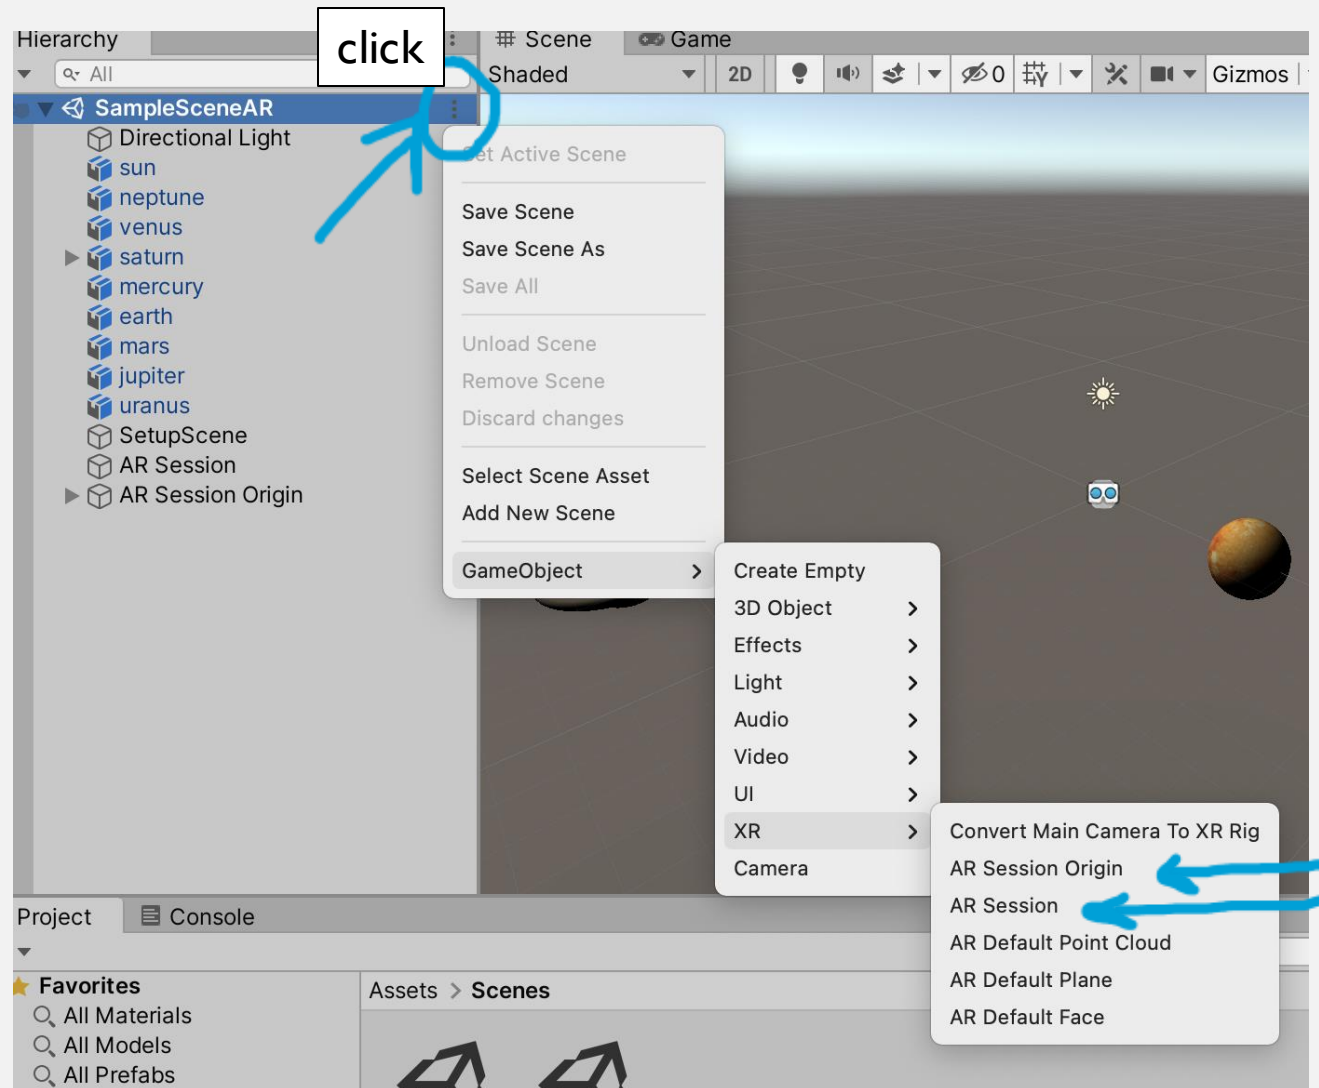 click
Hierarchy
Scene
Game
All
Shaded
2D
0
Gizmos
SampleSceneAR
Directional Light
sun
neptune
venus
saturn
mercury
earth
mars
jupiter
uranus
SetupScene
AR Session
AR Session Origin
Set Active Scene
Save Scene
Save Scene As
Save All
Unload Scene
Remove Scene
Discard changes
Select Scene Asset
Add New Scene
GameObject
Create Empty
3D Object
Effects
Light
Audio
Video
UI
XR
Camera
Convert Main Camera To XR Rig
AR Session Origin
AR Session
AR Default Point Cloud
AR Default Plane
AR Default Face
Project
Console
Favorites
All Materials
All Models
All Prefabs
Assets > Scenes